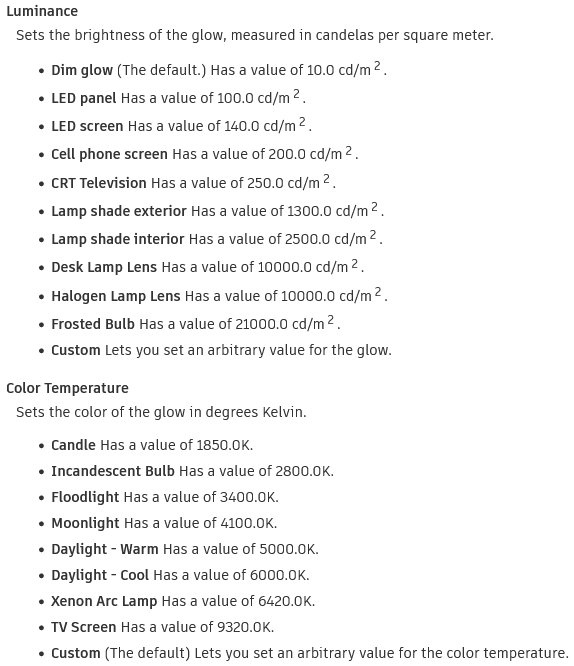 Luminance
Sets the brightness of the glow, measured in candelas per square meter.
• Dim glow (The default.) Has a value of 10.0 cd/m 2 .
• LED panel Has a value of 100.0 cd/m 2 .
• LED screen Has a value of 140.0 cd/m 2 .
• Cell phone screen Has a value of 200.0 cd/m 2 .
• CRT Television Has a value of 250.0 cd/m 2 .
• Lamp shade exterior Has a value of 1300.0 cd/m 2 .
• Lamp shade interior Has a value of 2500.0 cd/m 2 .
• Desk Lamp Lens Has a value of 10000.0 cd/m 2 .
• Halogen Lamp Lens Has a value of 10000.0 cd/m 2 .
• Frosted Bulb Has a value of 21000.0 cd/m 2 .
• Custom Lets you set an arbitrary value for the glow.
Color Temperature
Sets the color of the glow in degrees Kelvin.
• Candle Has a value of 1850.0K.
• Incandescent Bulb Has a value of 2800.0K.
• Floodlight Has a value of 3400.0K.
• Moonlight Has a value of 4100.0K.
• Daylight - Warm Has a value of 5000.0K.
• Daylight - Cool Has a value of 6000.0K.
• Xenon Arc Lamp Has a value of 6420.0K.
• TV Screen Has a value of 9320.0K.
• Custom (The default) Lets you set an arbitrary value for the color temperature.